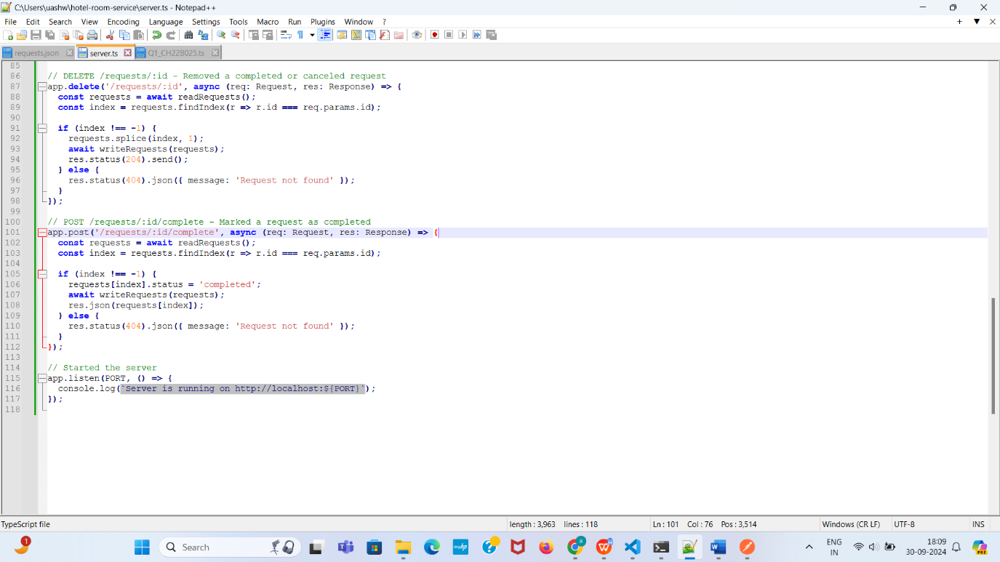 C:\Users\uashw\hotel-room-service\server.ts - Notepad++
File Edit Search View Encoding Language Settings Tools Macro Run Plugins Window ?
requests.json server.ts Q1_CH22B025.ts
85
86 // DELETE /requests/:id - Removed a completed or canceled request
87 app.delete('/requests/:id', async (req: Request, res: Response) => {
88 const requests = await readRequests();
89 const index = requests.findIndex(r => r.id === req.params.id);
90
91 if (index !== -1) {
92 requests.splice(index, 1);
93 await writeRequests(requests);
94 res.status(204).send();
95 } else {
96 res.status(404).json({ message: 'Request not found' });
97 }
98 });
99
100 // POST /requests/:id/complete - Marked a request as completed
101 app.post('/requests/:id/complete', async (req: Request, res: Response) => {
102 const requests = await readRequests();
103 const index = requests.findIndex(r => r.id === req.params.id);
104
105 if (index !== -1) {
106 requests[index].status = 'completed';
107 await writeRequests(requests);
108 res.json(requests[index]);
109 } else {
110 res.status(404).json({ message: 'Request not found' });
111 }
112 });
113
114 // Started the server
115 app.listen(PORT, () => {
116 console.log(`Server is running on http://localhost:${PORT}`);
117 });
118
TypeScript file length : 3,963 lines : 118 Ln : 101 Col : 76 Pos : 3,514 Windows (CR LF) UTF-8 INS
1 Search ENG 18:09
IN 30-09-2024